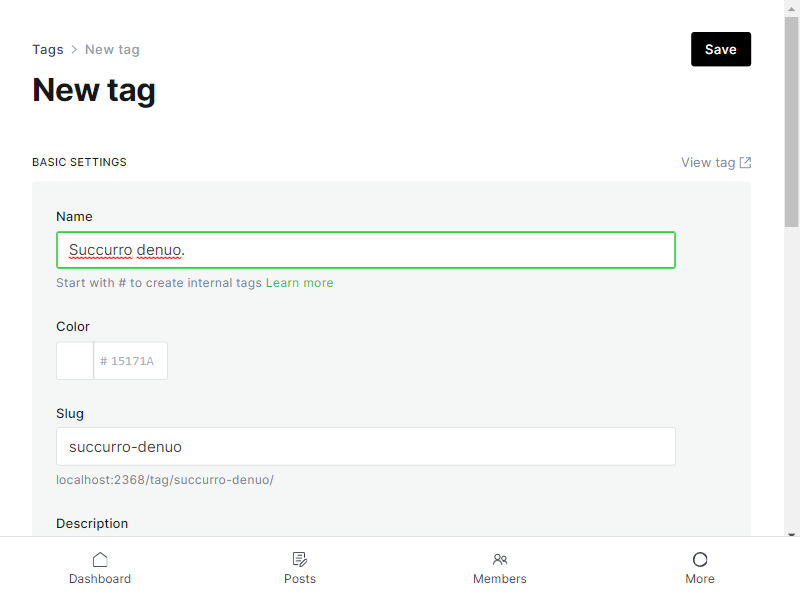 Tags > New tag
Save
New tag
BASIC SETTINGS
View tag
Name
Succurro denuo.
Start with # to create internal tags Learn more
Color
# 15171A
Slug
succurro-denuo
localhost:2368/tag/succurro-denuo/
Description
Dashboard
Posts
Members
More